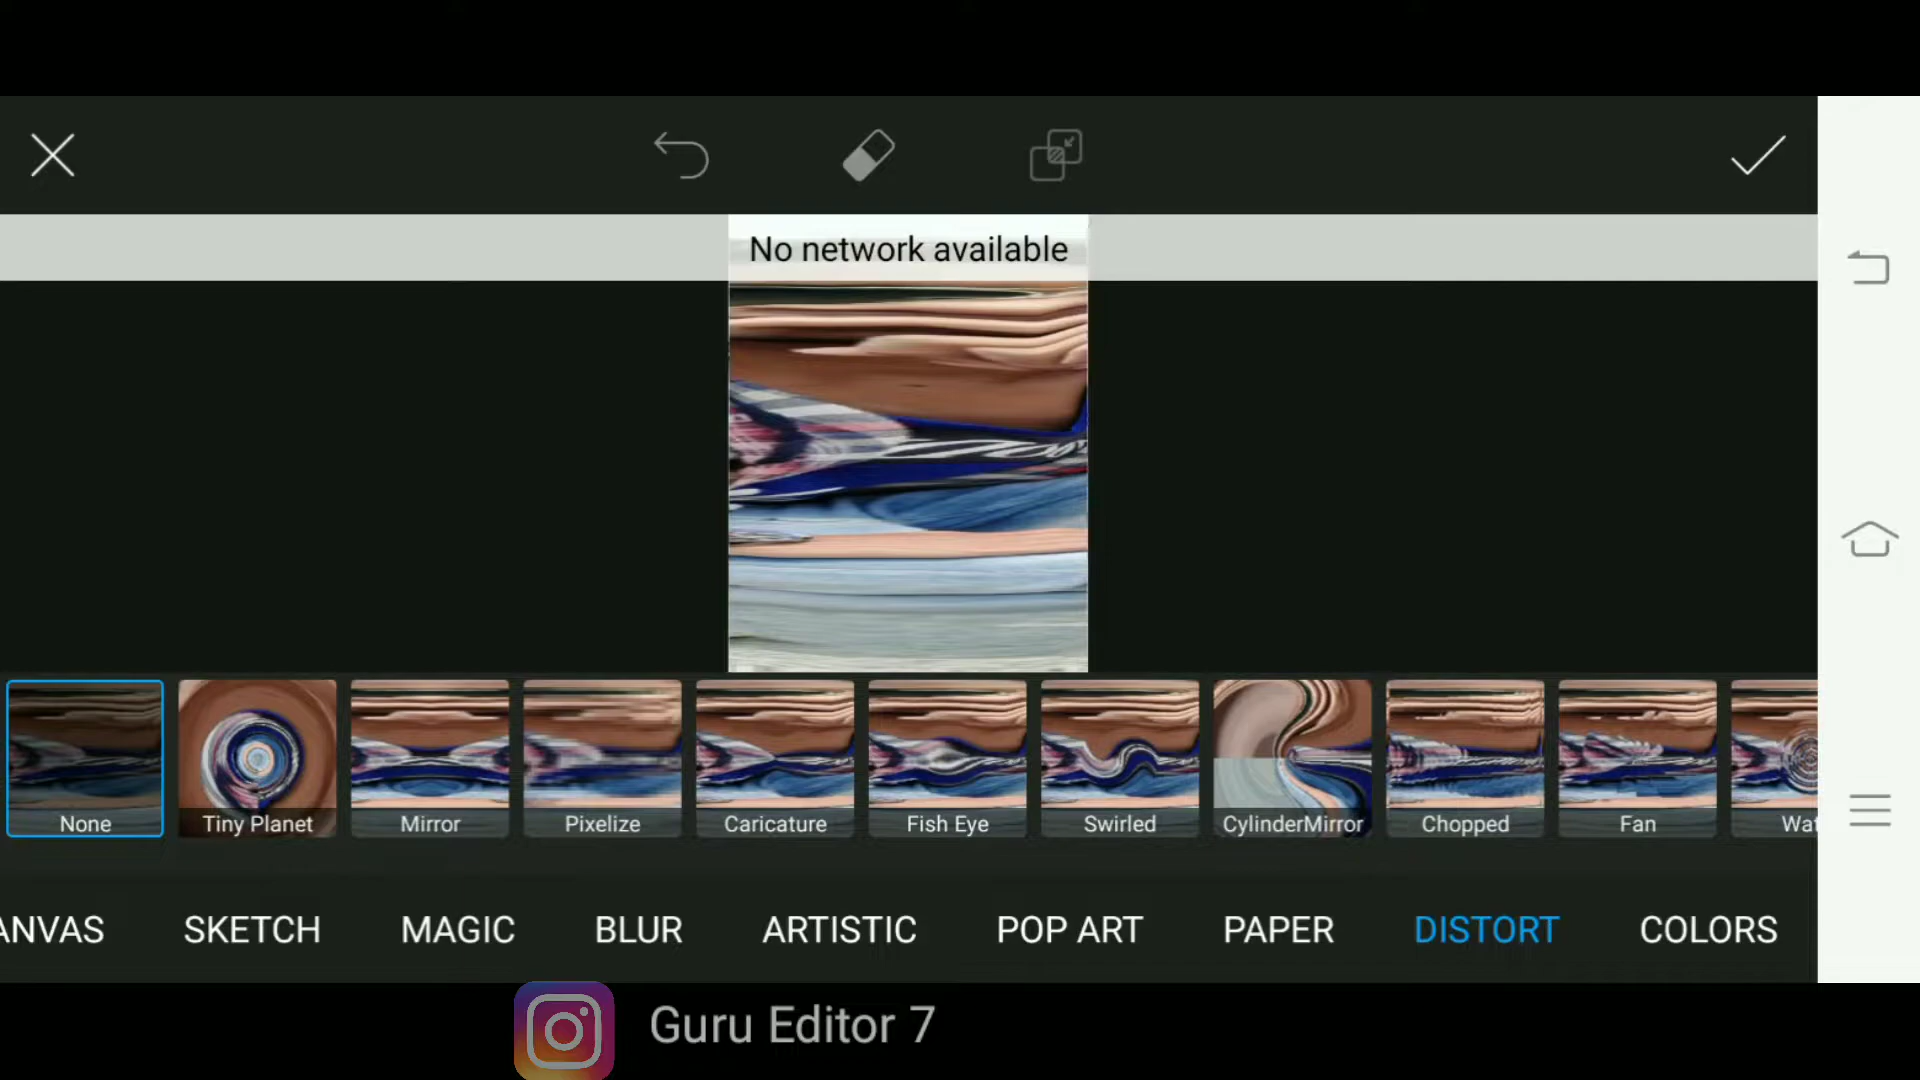 No network available
None Tiny Planet Mirror Pixelize Caricature Fish Eye Swirled CylinderMirror Chopped Fan Wat
ANVAS SKETCH MAGIC BLUR ARTISTIC POP ART PAPER DISTORT COLORS
Guru Editor 7